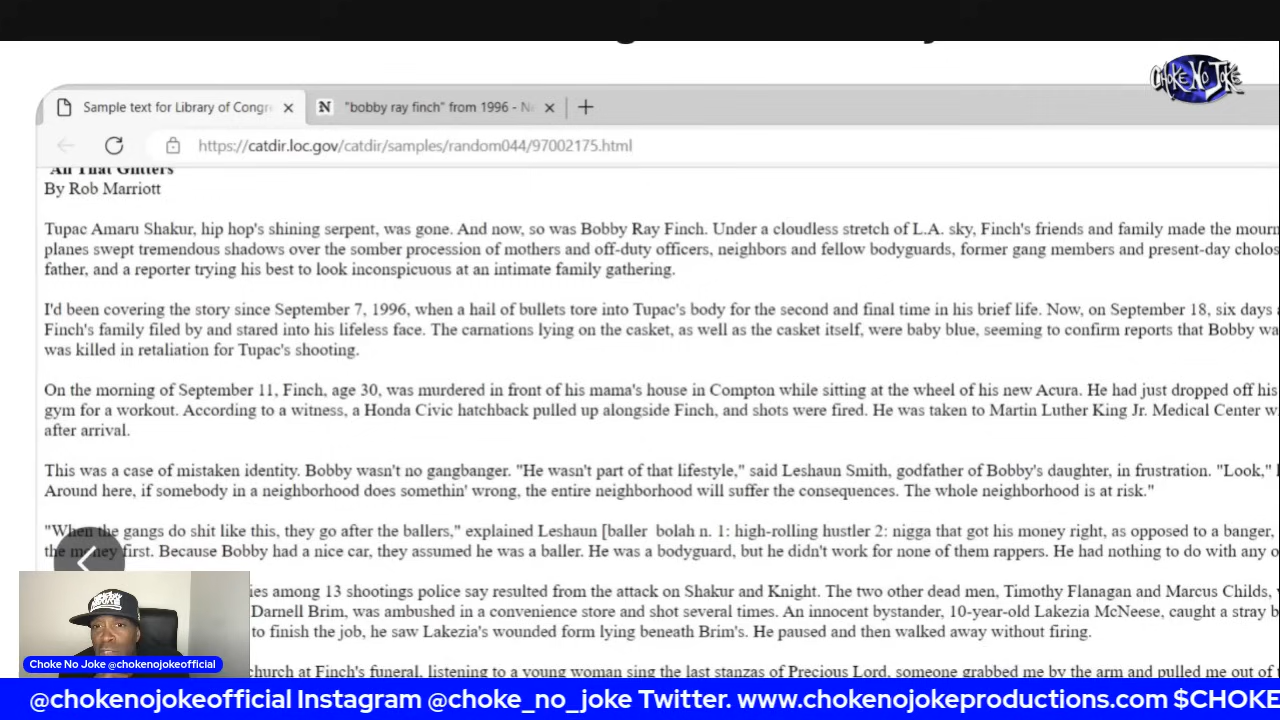 CHOKE NO JOKE
Sample text for Library of Congre
"bobby ray finch" from 1996 - Ne
https://catdir.loc.gov/catdir/samples/random044/97002175.html
"All That Glitters"
By Rob Marriott
Tupac Amaru Shakur, hip hop's shining serpent, was gone. And now, so was Bobby Ray Finch. Under a cloudless stretch of L.A. sky, Finch's friends and family made the mourn
planes swept tremendous shadows over the somber procession of mothers and off-duty officers, neighbors and fellow bodyguards, former gang members and present-day cholos
father, and a reporter trying his best to look inconspicuous at an intimate family gathering.
I'd been covering the story since September 7, 1996, when a hail of bullets tore into Tupac's body for the second and final time in his brief life. Now, on September 18, six days a
Finch's family filed by and stared into his lifeless face. The carnations lying on the casket, as well as the casket itself, were baby blue, seeming to confirm reports that Bobby wa
was killed in retaliation for Tupac's shooting.
On the morning of September 11, Finch, age 30, was murdered in front of his mama's house in Compton while sitting at the wheel of his new Acura. He had just dropped off his
gym for a workout. According to a witness, a Honda Civic hatchback pulled up alongside Finch, and shots were fired. He was taken to Martin Luther King Jr. Medical Center w
after arrival.
This was a case of mistaken identity. Bobby wasn't no gangbanger. "He wasn't part of that lifestyle," said Leshaun Smith, godfather of Bobby's daughter, in frustration. "Look,"
Around here, if somebody in a neighborhood does somethin' wrong, the entire neighborhood will suffer the consequences. The whole neighborhood is at risk."
"When the gangs do shit like this, they go after the ballers," explained Leshaun [baller bolah n. 1: high-rolling hustler 2: nigga that got his money right, as opposed to a banger,
the money first. Because Bobby had a nice car, they assumed he was a baller. He was a bodyguard, but he didn't work for none of them rappers. He had nothing to do with any o
ies among 13 shootings police say resulted from the attack on Shakur and Knight. The two other dead men, Timothy Flanagan and Marcus Childs,
Darnell Brim, was ambushed in a convenience store and shot several times. An innocent bystander, 10-year-old Lakezia McNeese, caught a stray b
to finish the job, he saw Lakezia's wounded form lying beneath Brim's. He paused and then walked away without firing.
church at Finch's funeral, listening to a young woman sing the last stanzas of Precious Lord, someone grabbed me by the arm and pulled me out of
Choke No Joke @chokenojokeofficial
@chokenojokeofficial Instagram @choke_no_joke Twitter. www.chokenojokeproductions.com $CHOKE